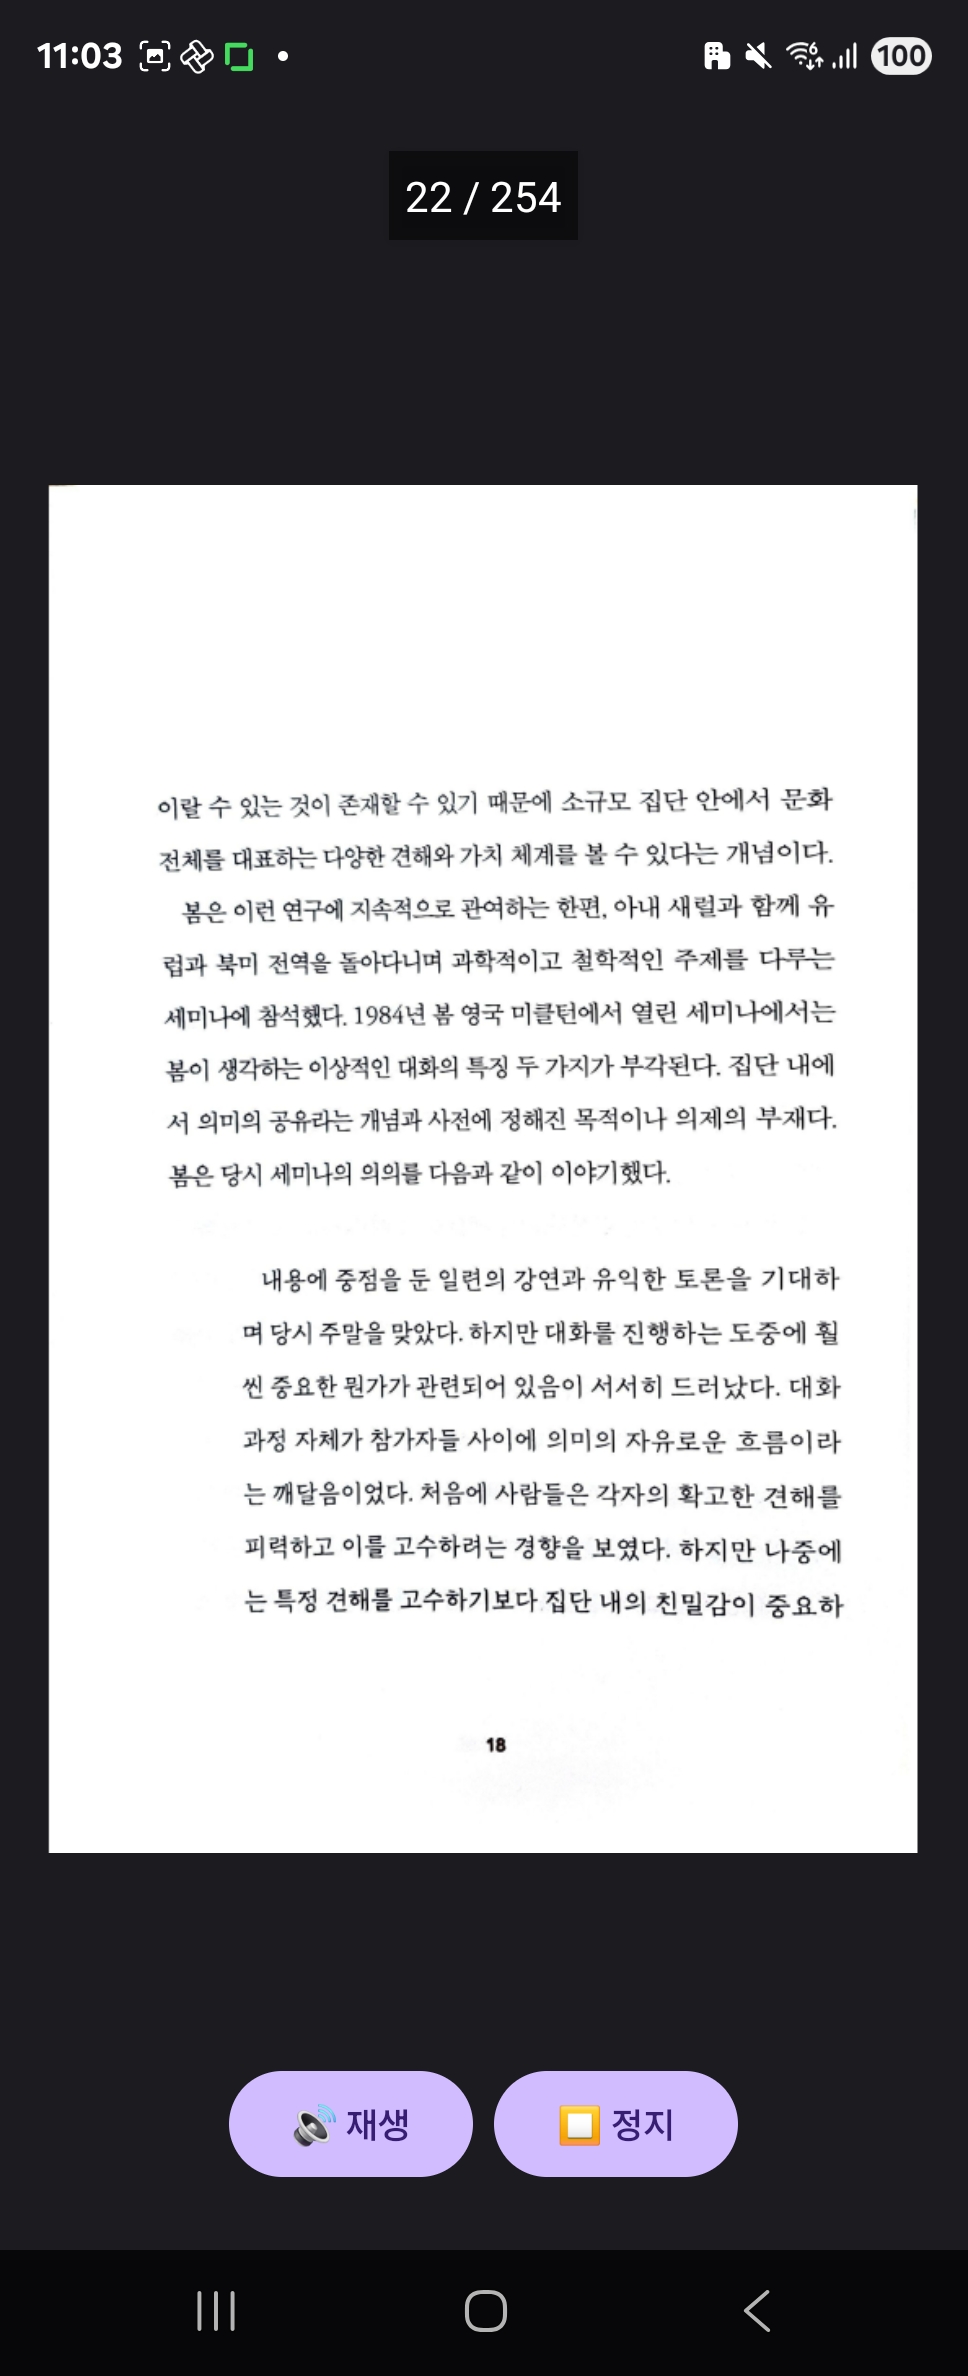 11:03
100
22 / 254
이랄 수 있는 것이 존재할 수 있기 때문에 소규모 집단 안에서 문화
전체를 대표하는 다양한 견해와 가치 체계를 볼 수 있다는 개념이다.
봄은 이런 연구에 지속적으로 관여하는 한편, 아내 새럴과 함께 유
럽과 북미 전역을 돌아다니며 과학적이고 철학적인 주제를 다루는
세미나에 참석했다. 1984년 봄 영국 미클턴에서 열린 세미나에서는
봄이 생각하는 이상적인 대화의 특징 두 가지가 부각된다. 집단 내에
서 의미의 공유라는 개념과 사전에 정해진 목적이나 의제의 부재다.
봄은 당시 세미나의 의의를 다음과 같이 이야기했다.
내용에 중점을 둔 일련의 강연과 유익한 토론을 기대하
며 당시 주말을 맞았다. 하지만 대화를 진행하는 도중에 훨
씬 중요한 뭔가가 관련되어 있음이 서서히 드러났다. 대화
과정 자체가 참가자들 사이에 의미의 자유로운 흐름이라
는 깨달음이었다. 처음에 사람들은 각자의 확고한 견해를
피력하고 이를 고수하려는 경향을 보였다. 하지만 나중에
는 특정 견해를 고수하기보다 집단 내의 친밀감이 중요하
18
재생
정지